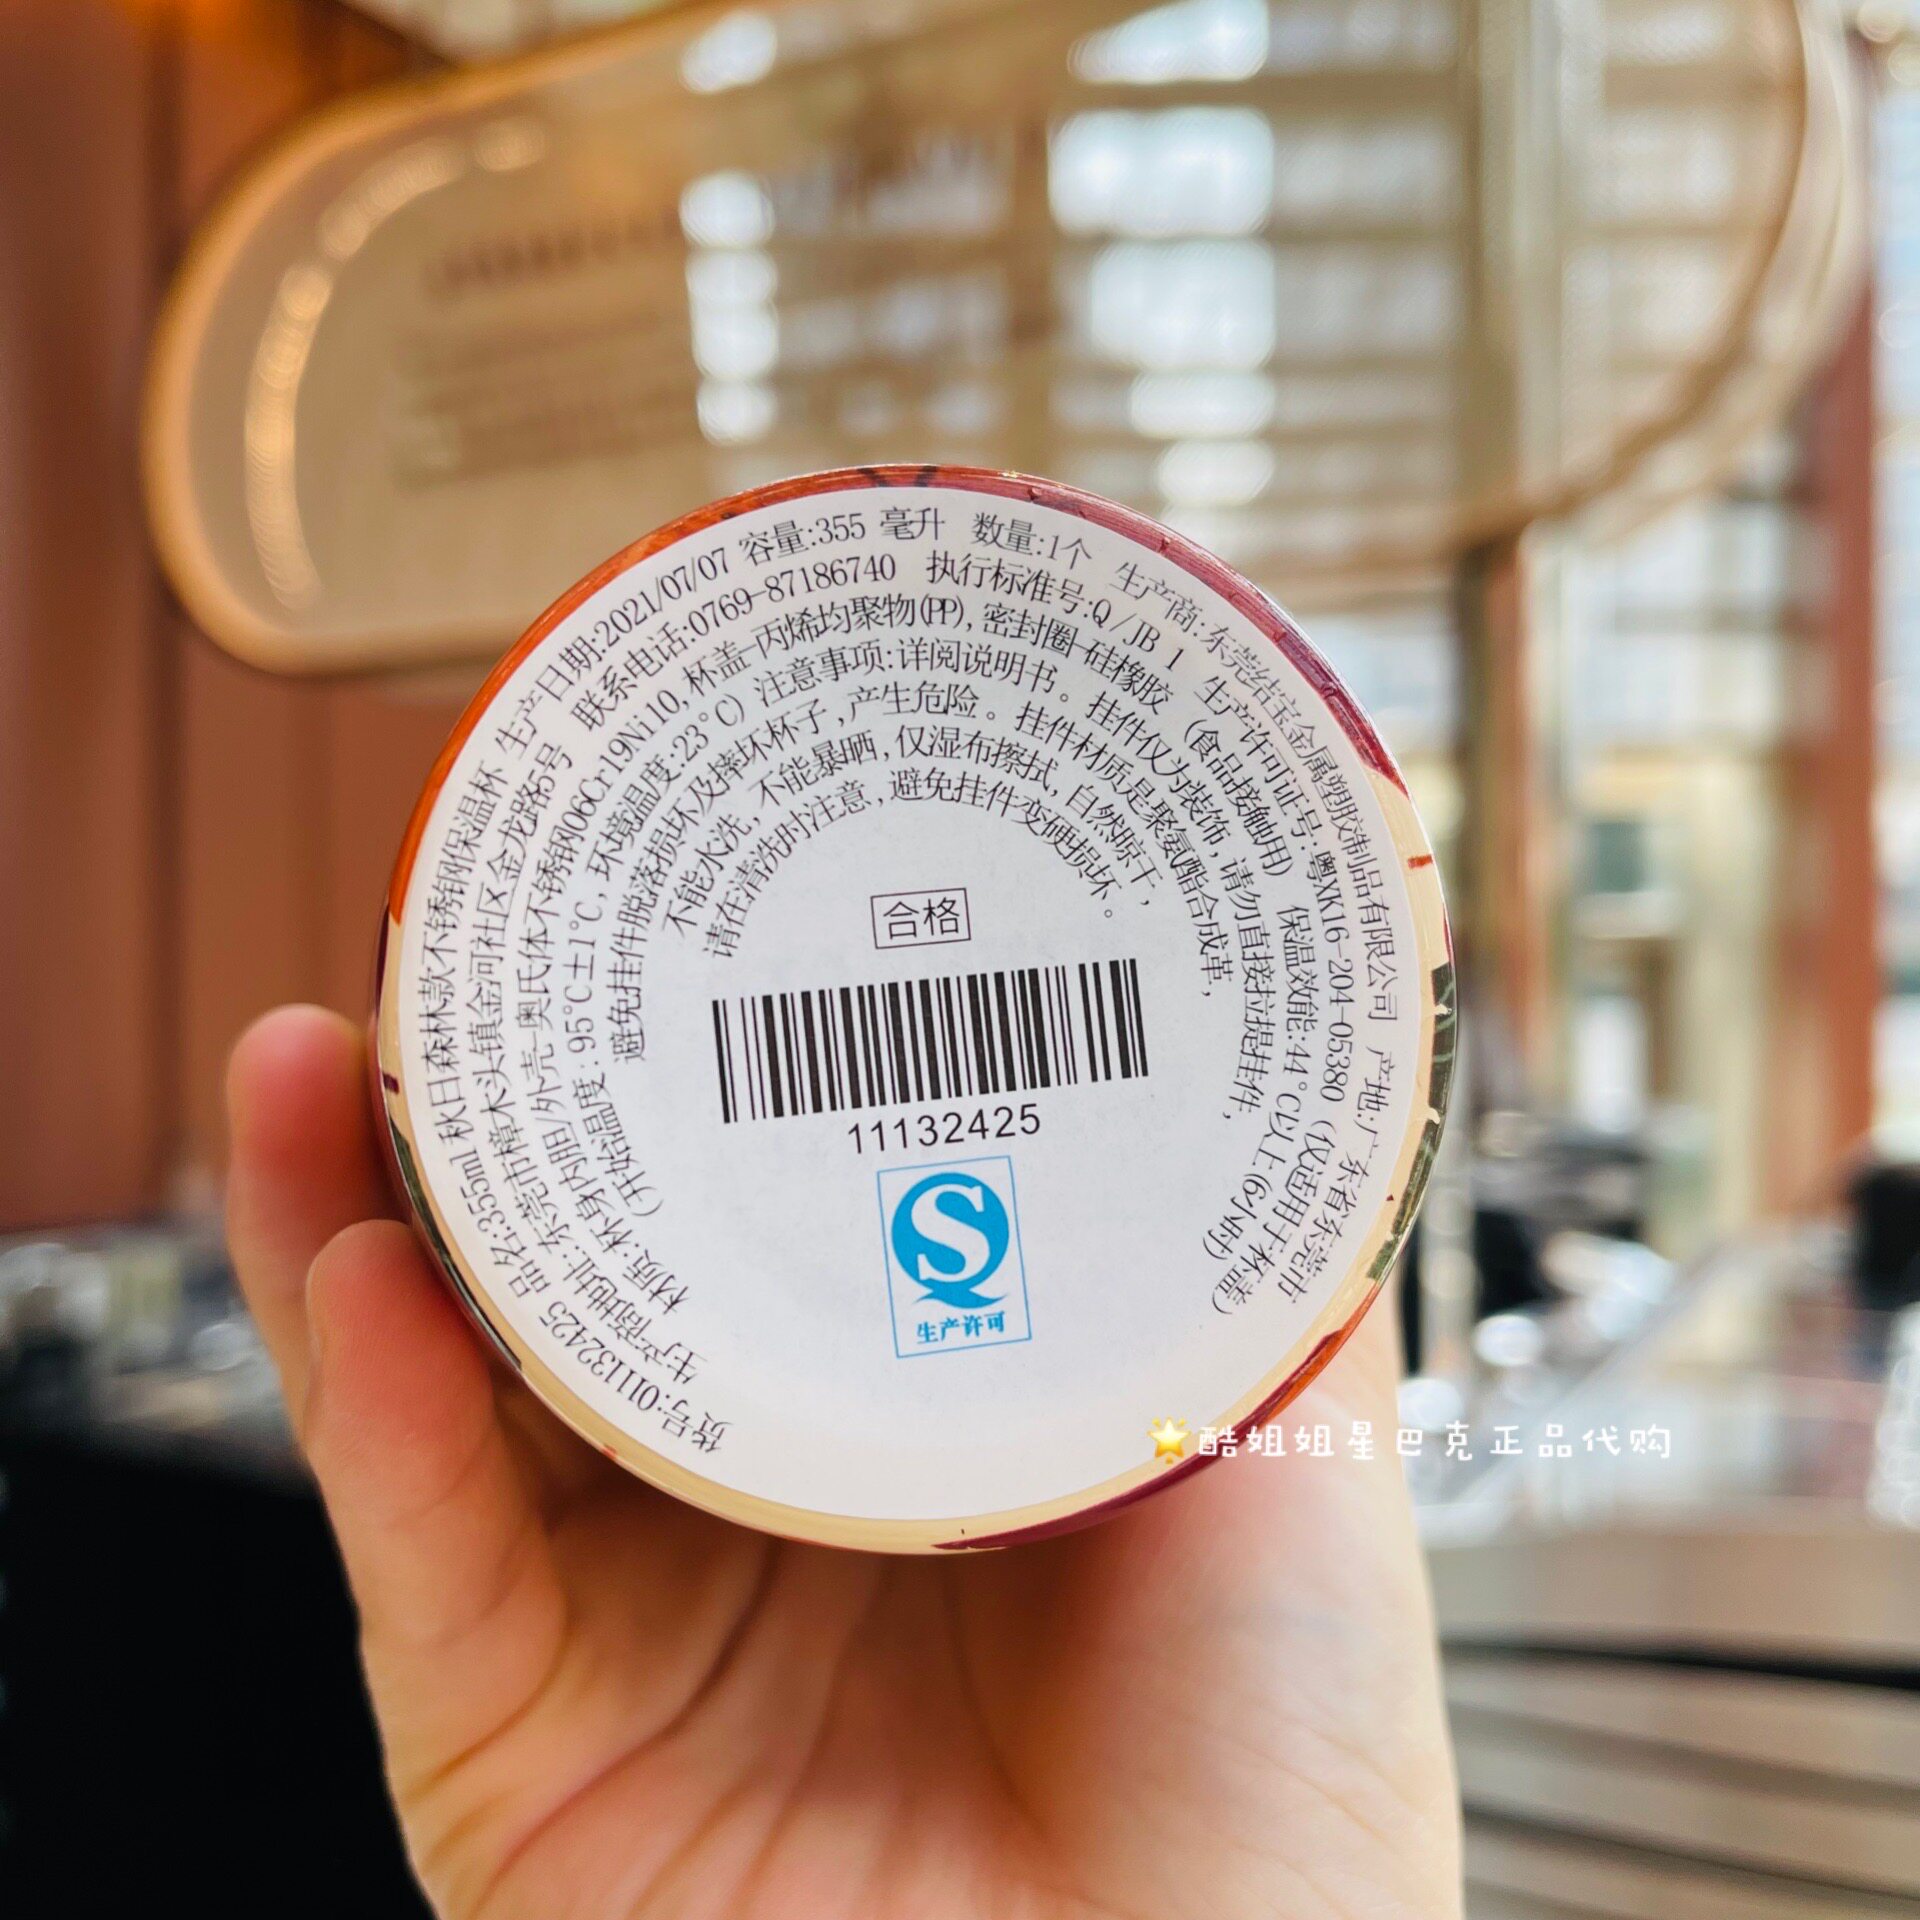 货号:011132425 品名:355ml 秋日森林款不锈钢保温杯 生产日期:2021/07/07 容量:355 毫升 数量:1个 生产商:东莞结宝金属塑胶制品有限公司 产地:广东省东莞市
生产商地址:东莞市樟木头镇金河社区金龙路5号 联系电话:0769-87186740 执行标准号:Q/JB 1 生产许可证号:粤XK16-204-05380 (仅适用于杯盖)
材质:杯身内胆/外壳-奥氏体不锈钢06Cr19Ni10, 杯盖-丙烯均聚物(PP), 密封圈-硅橡胶 (食品接触用) 保温效能:44°C以上(6小时)
(开始温度:95°C±1°C, 环境温度:23°C) 注意事项:详阅说明书。挂件仅为装饰, 请勿直接拉提挂件,
避免挂件脱落损坏及摔坏杯子,产生危险。挂件材质是聚氨酯合成革,
不能水洗, 不能暴晒, 仅湿布擦拭, 自然晾干,
请在清洗时注意, 避免挂件变硬损坏。
合格
11132425
生产许可
酷姐姐星巴克正品代购